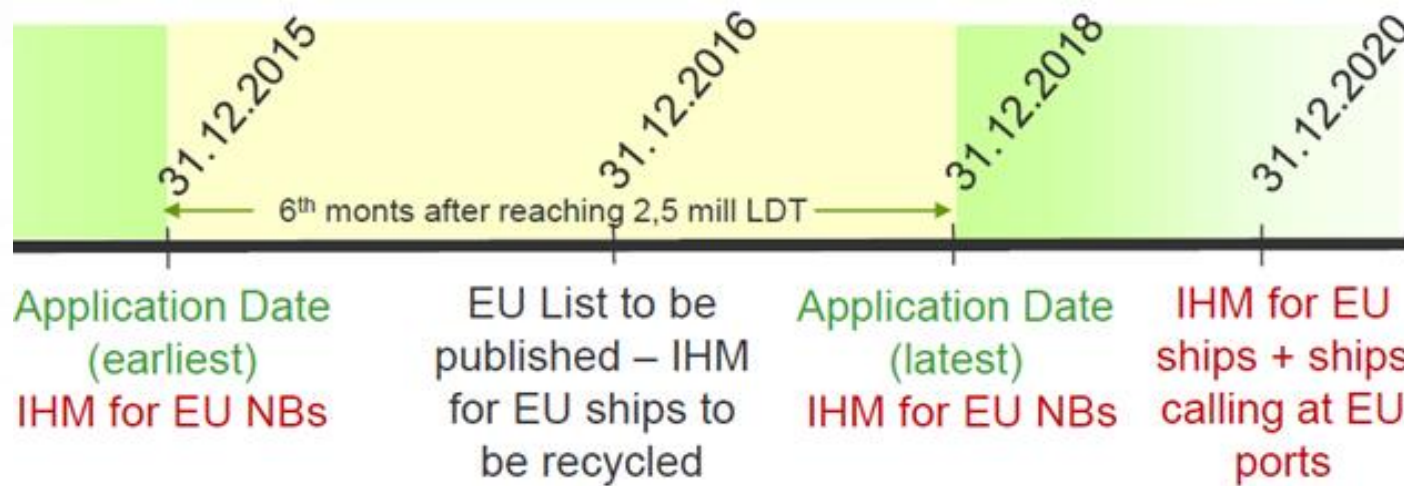 31.12.2015
31.12.2016
31.12.2018
31.12.2020
6th monts after reaching 2,5 mill LDT
Application Date
(earliest)
IHM for EU NBs
EU List to be
published – IHM
for EU ships to
be recycled
Application Date
(latest)
IHM for EU NBs
IHM for EU
ships + ships
calling at EU
ports